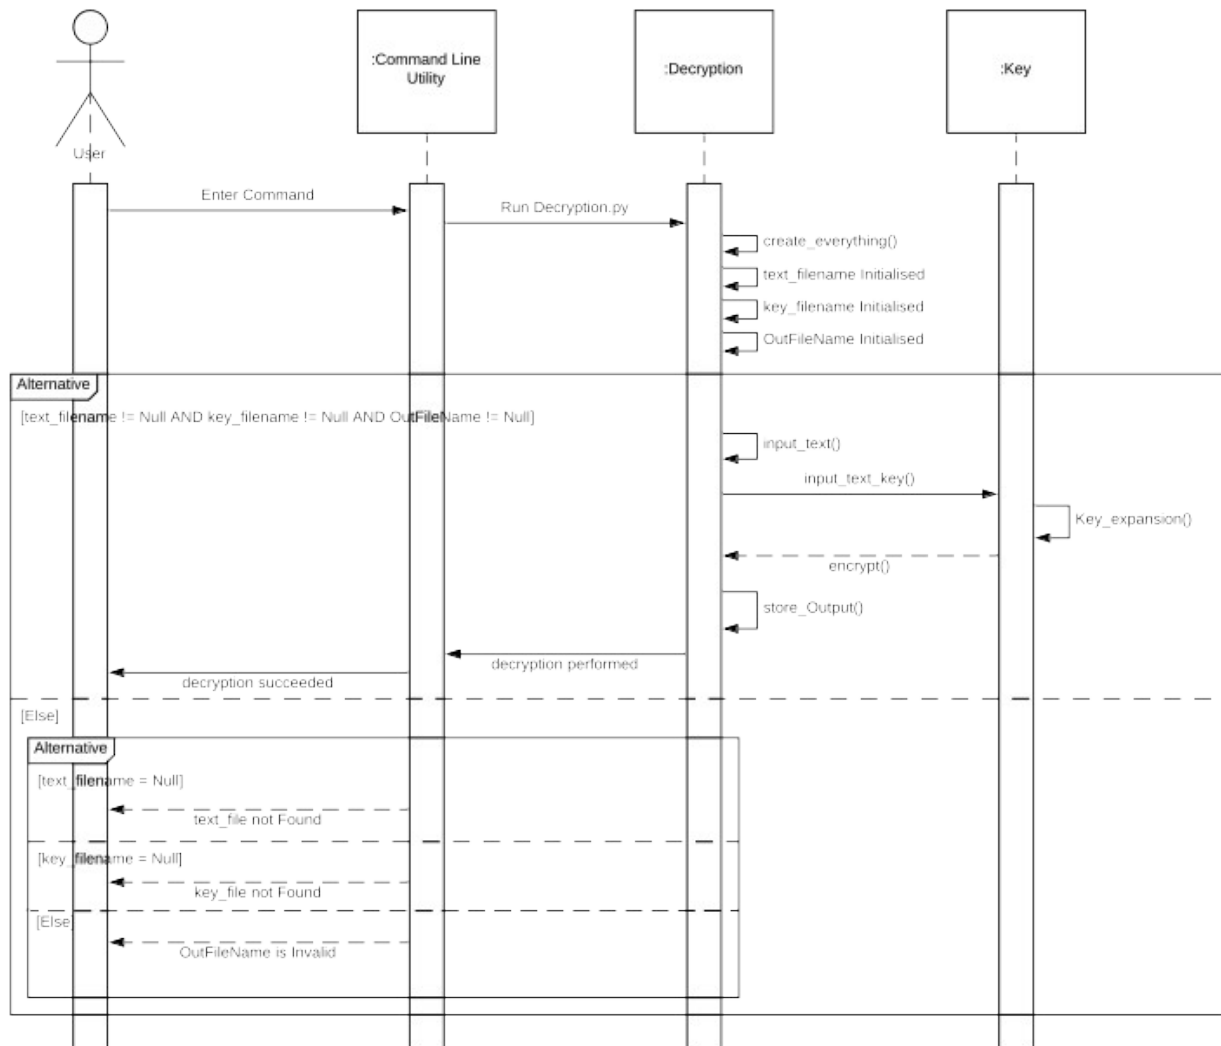 :Command Line
Utility
:Decryption
:Key
User
Enter Command
Run Decryption.py
create_everything()
text_filename Initialised
key_filename Initialised
OutFileName Initialised
Alternative
[text_filename != Null AND key_filename != Null AND OutFileName != Null]
input_text()
input_text_key()
Key_expansion()
encrypt()
store_Output()
decryption performed
decryption succeeded
[Else]
Alternative
[text_filename = Null]
text_file not Found
[key_filename = Null]
key_file not Found
[Else]
OutFileName is Invalid